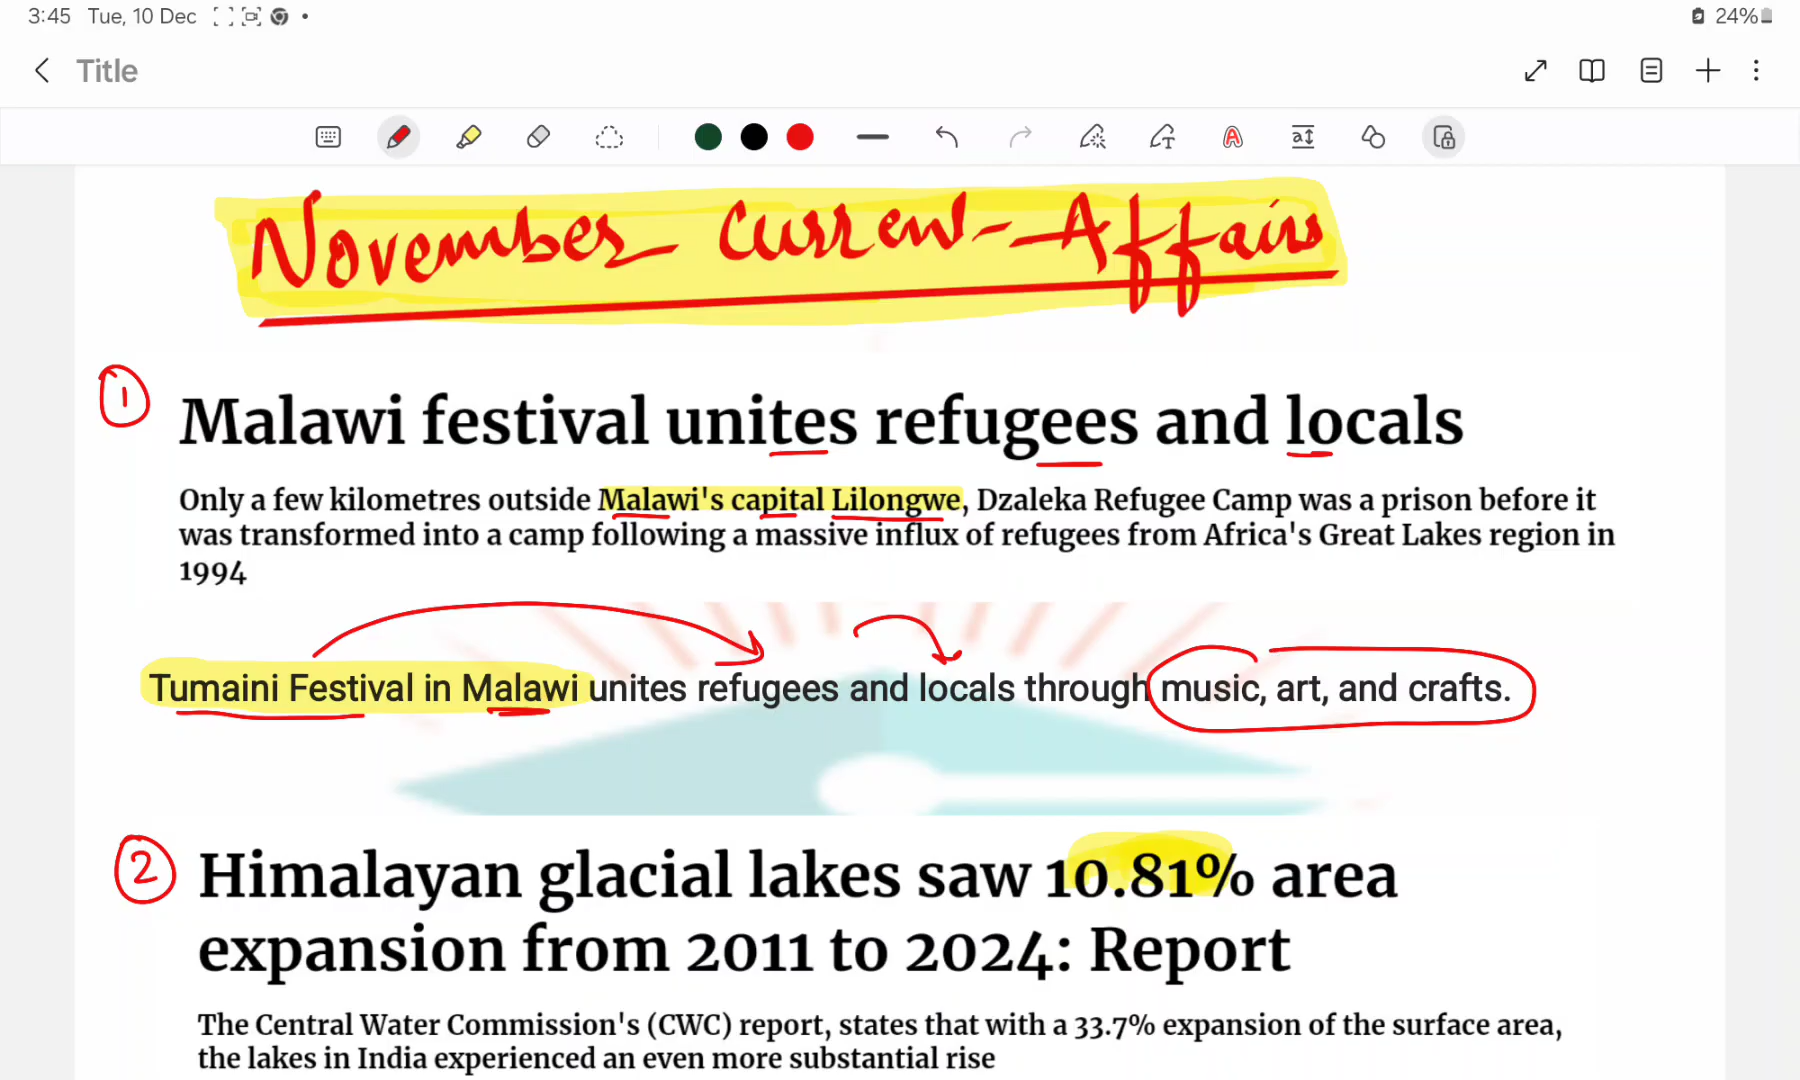 3:45 Tue, 10 Dec 24%
Title
November Current-Affairs
1
Malawi festival unites refugees and locals
Only a few kilometres outside Malawi's capital Lilongwe, Dzaleka Refugee Camp was a prison before it
was transformed into a camp following a massive influx of refugees from Africa's Great Lakes region in
1994
Tumaini Festival in Malawi unites refugees and locals through music, art, and crafts.
2
Himalayan glacial lakes saw 10.81% area
expansion from 2011 to 2024: Report
The Central Water Commission's (CWC) report, states that with a 33.7% expansion of the surface area,
the lakes in India experienced an even more substantial rise